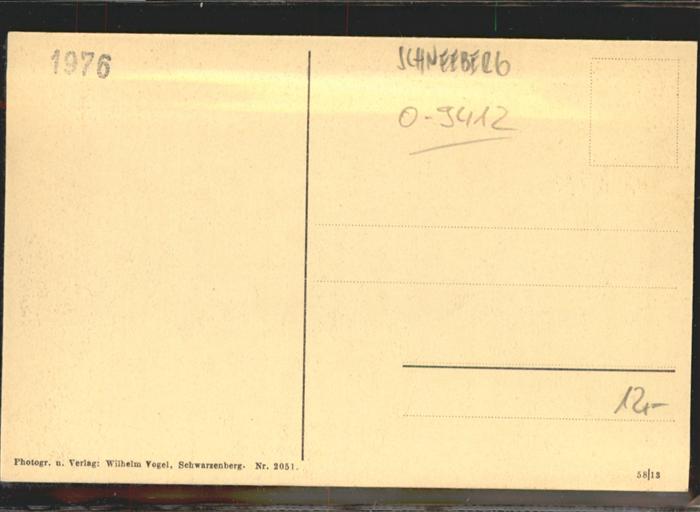 1976
SCHNEEBERG
O-9412
12,-
Photogr. u. Verlag: Wilhelm Vogel, Schwarzenberg. Nr. 2051.
58/13